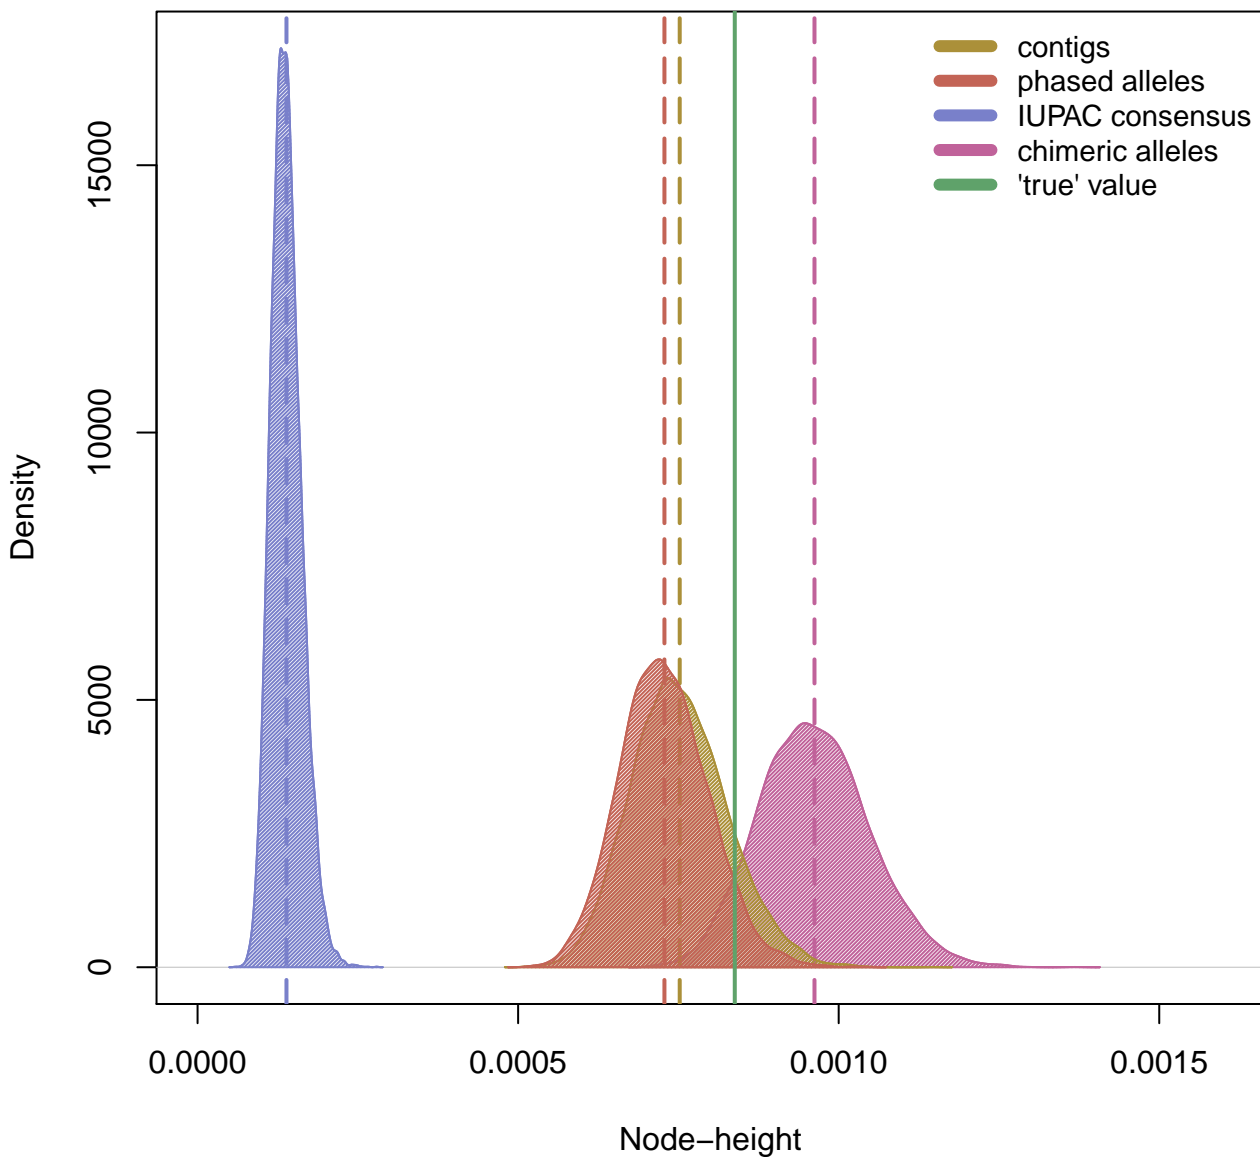 contigs
phased alleles
IUPAC consensus
chimeric alleles
'true' value
Density
15000
10000
5000
0
0.0000 0.0005 0.0010 0.0015
Node−height